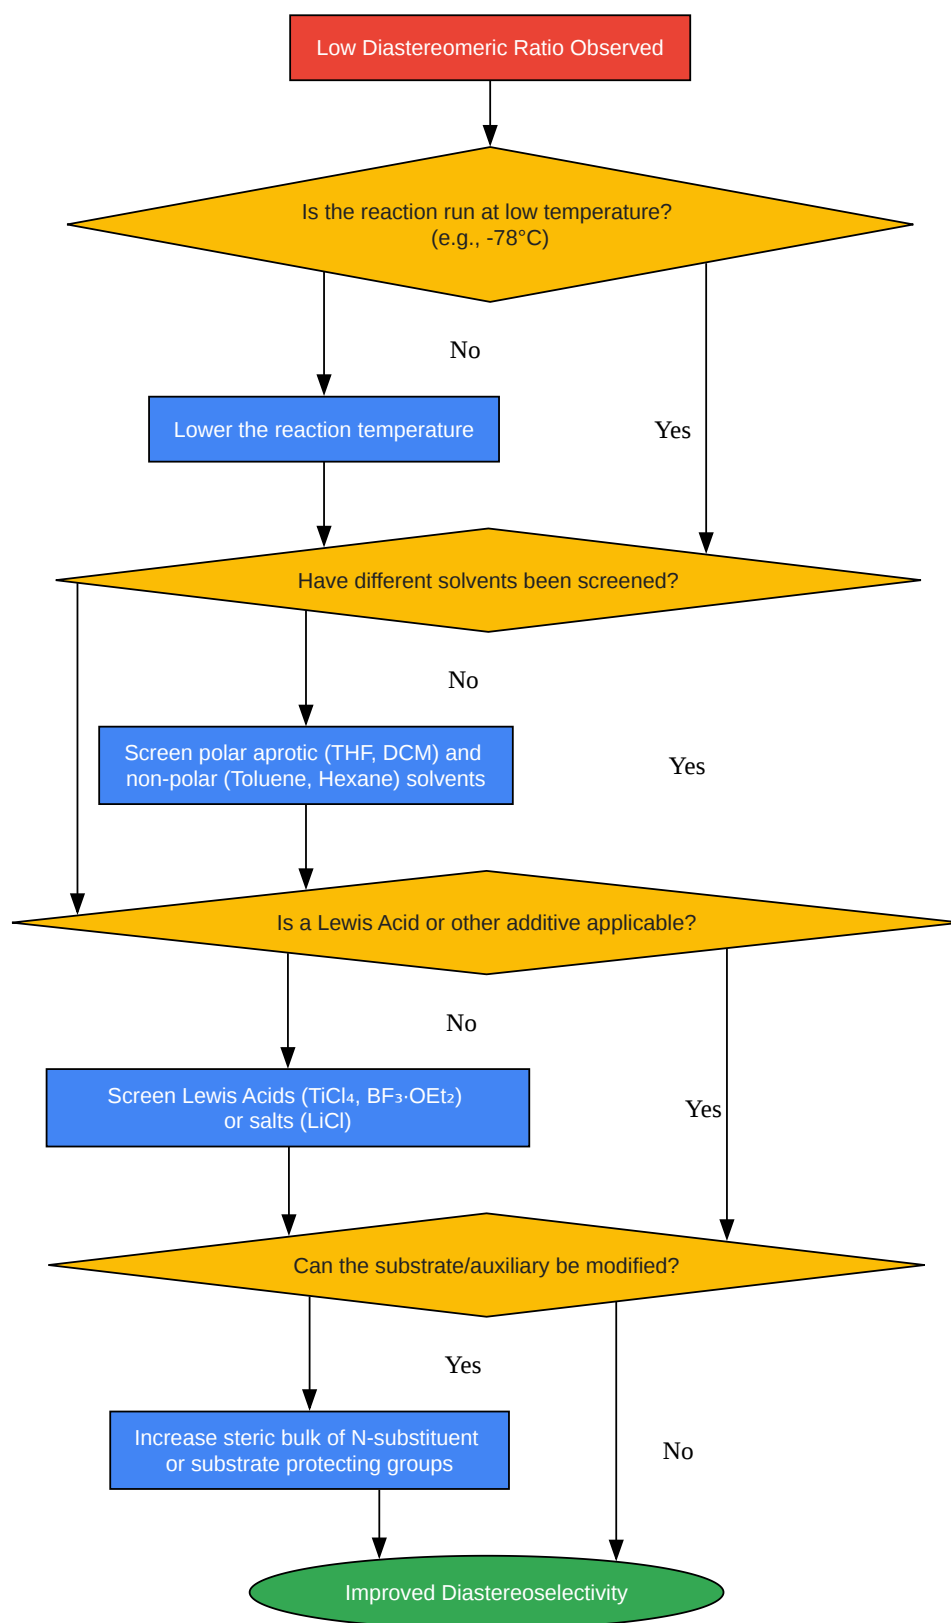 Low Diastereomeric Ratio Observed
Is the reaction run at low temperature?
(e.g., -78°C)
No
Lower the reaction temperature
Yes
Have different solvents been screened?
No
Screen polar aprotic (THF, DCM) and
non-polar (Toluene, Hexane) solvents
Yes
Is a Lewis Acid or other additive applicable?
No
Screen Lewis Acids (TiCl₄, BF₃·OEt₂)
or salts (LiCl)
Yes
Can the substrate/auxiliary be modified?
Yes
Increase steric bulk of N-substituent
or substrate protecting groups
No
Improved Diastereoselectivity